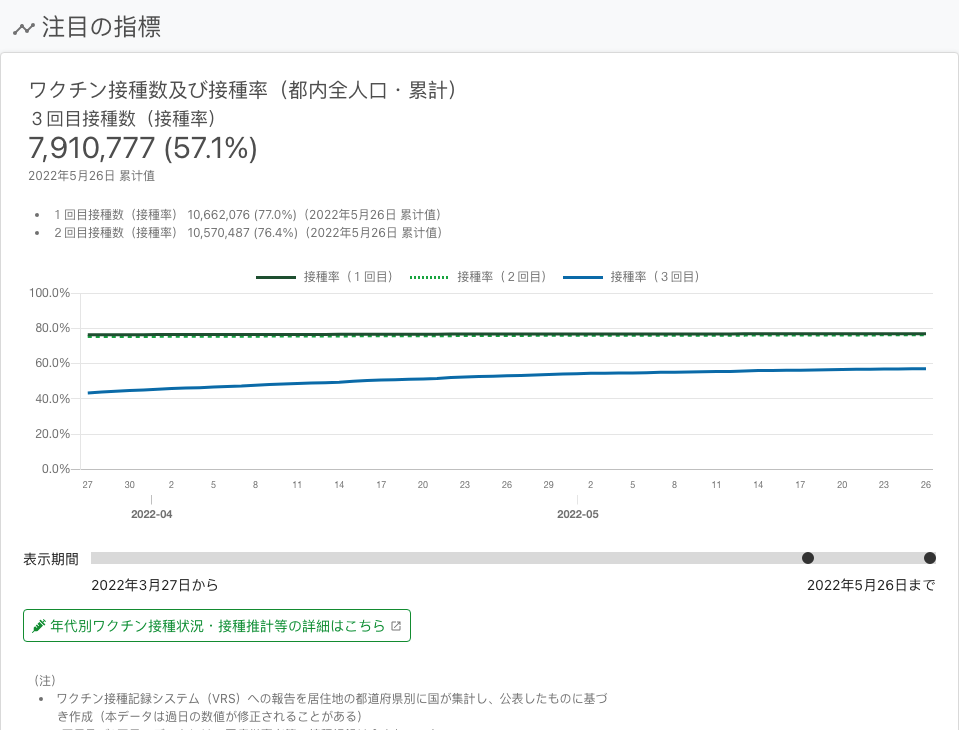 注目の指標
ワクチン接種数及び接種率（都内全人口・累計）
３回目接種数（接種率）
7,910,777 (57.1%)
2022年5月26日 累计值
１回目接種数（接種率） 10,662,076 (77.0%)（2022年5月26日 累计值）
２回目接種数（接種率） 10,570,487 (76.4%)（2022年5月26日 累计值）
接種率（１回目） 接種率（２回目） 接種率（３回目）
100.0%
80.0%
60.0%
40.0%
20.0%
0.0%
27 30 2 5 8 11 14 17 20 23 26 29 2 5 8 11 14 17 20 23 26
2022-04 2022-05
表示期間
2022年3月27日から 2022年5月26日まで
年代別ワクチン接種状況・接種推計等の詳細はこちら
（注）
ワクチン接種記録システム（VRS）への報告を居住地の都道府県別に国が集計し、公表したものに基づ
き作成（本データは過日の数値が修正されることがある）